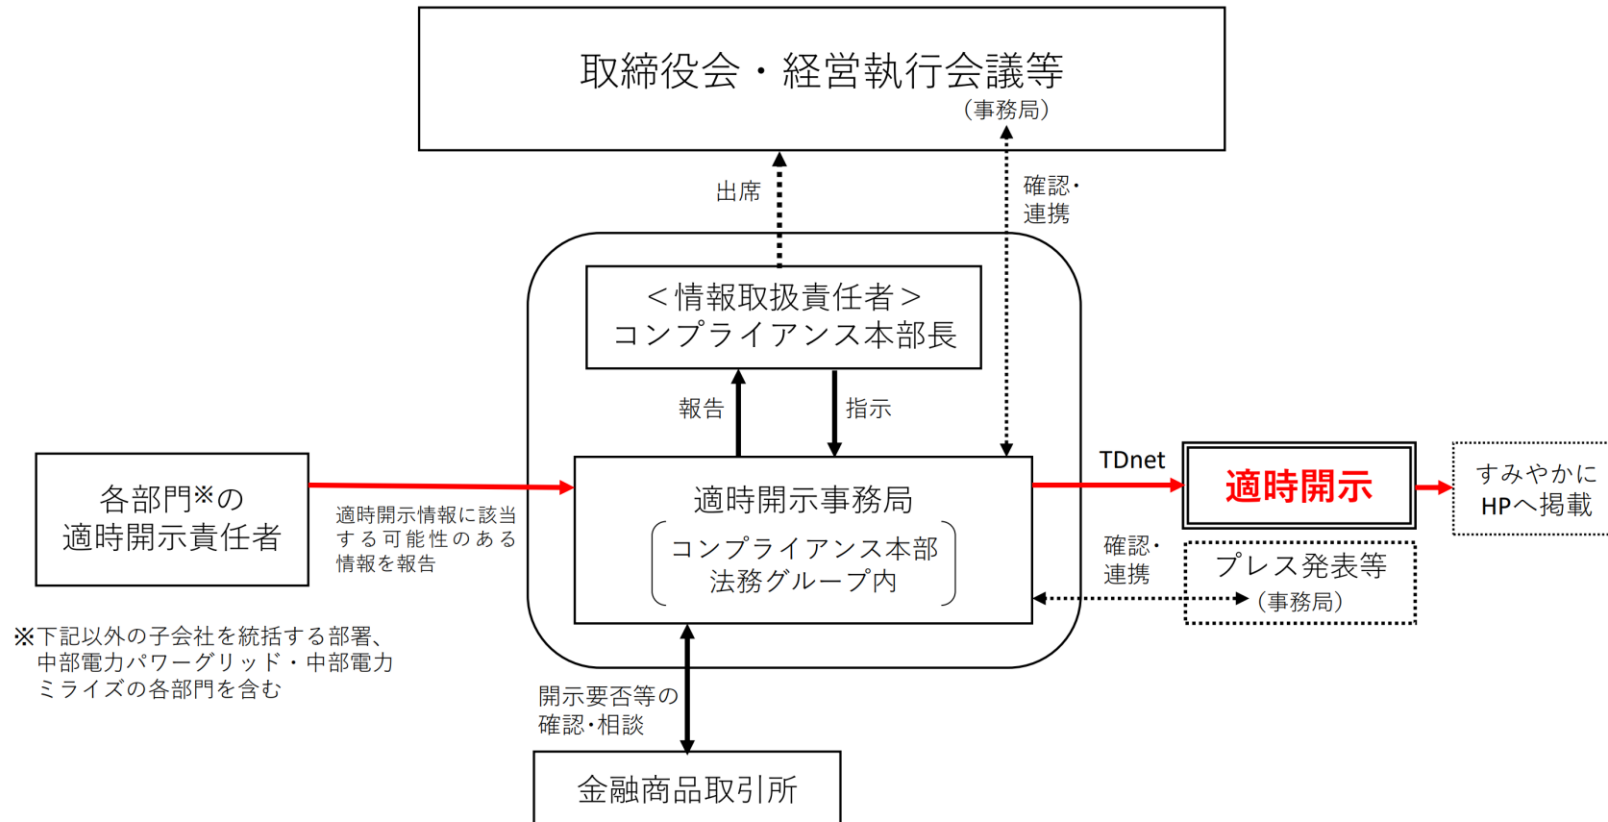 取締役会・経営執行会議等
（事務局）
出席
確認・
連携
＜情報取扱責任者＞
コンプライアンス本部長
報告
指示
各部門※の
適時開示責任者
適時開示情報に該当
する可能性のある
情報を報告
適時開示事務局
コンプライアンス本部
法務グループ内
TDnet
適時開示
すみやかに
HPへ掲載
確認・
連携
プレス発表等
（事務局）
※下記以外の子会社を統括する部署、
中部電力パワーグリッド・中部電力
ミライズの各部門を含む
開示要否等の
確認・相談
金融商品取引所